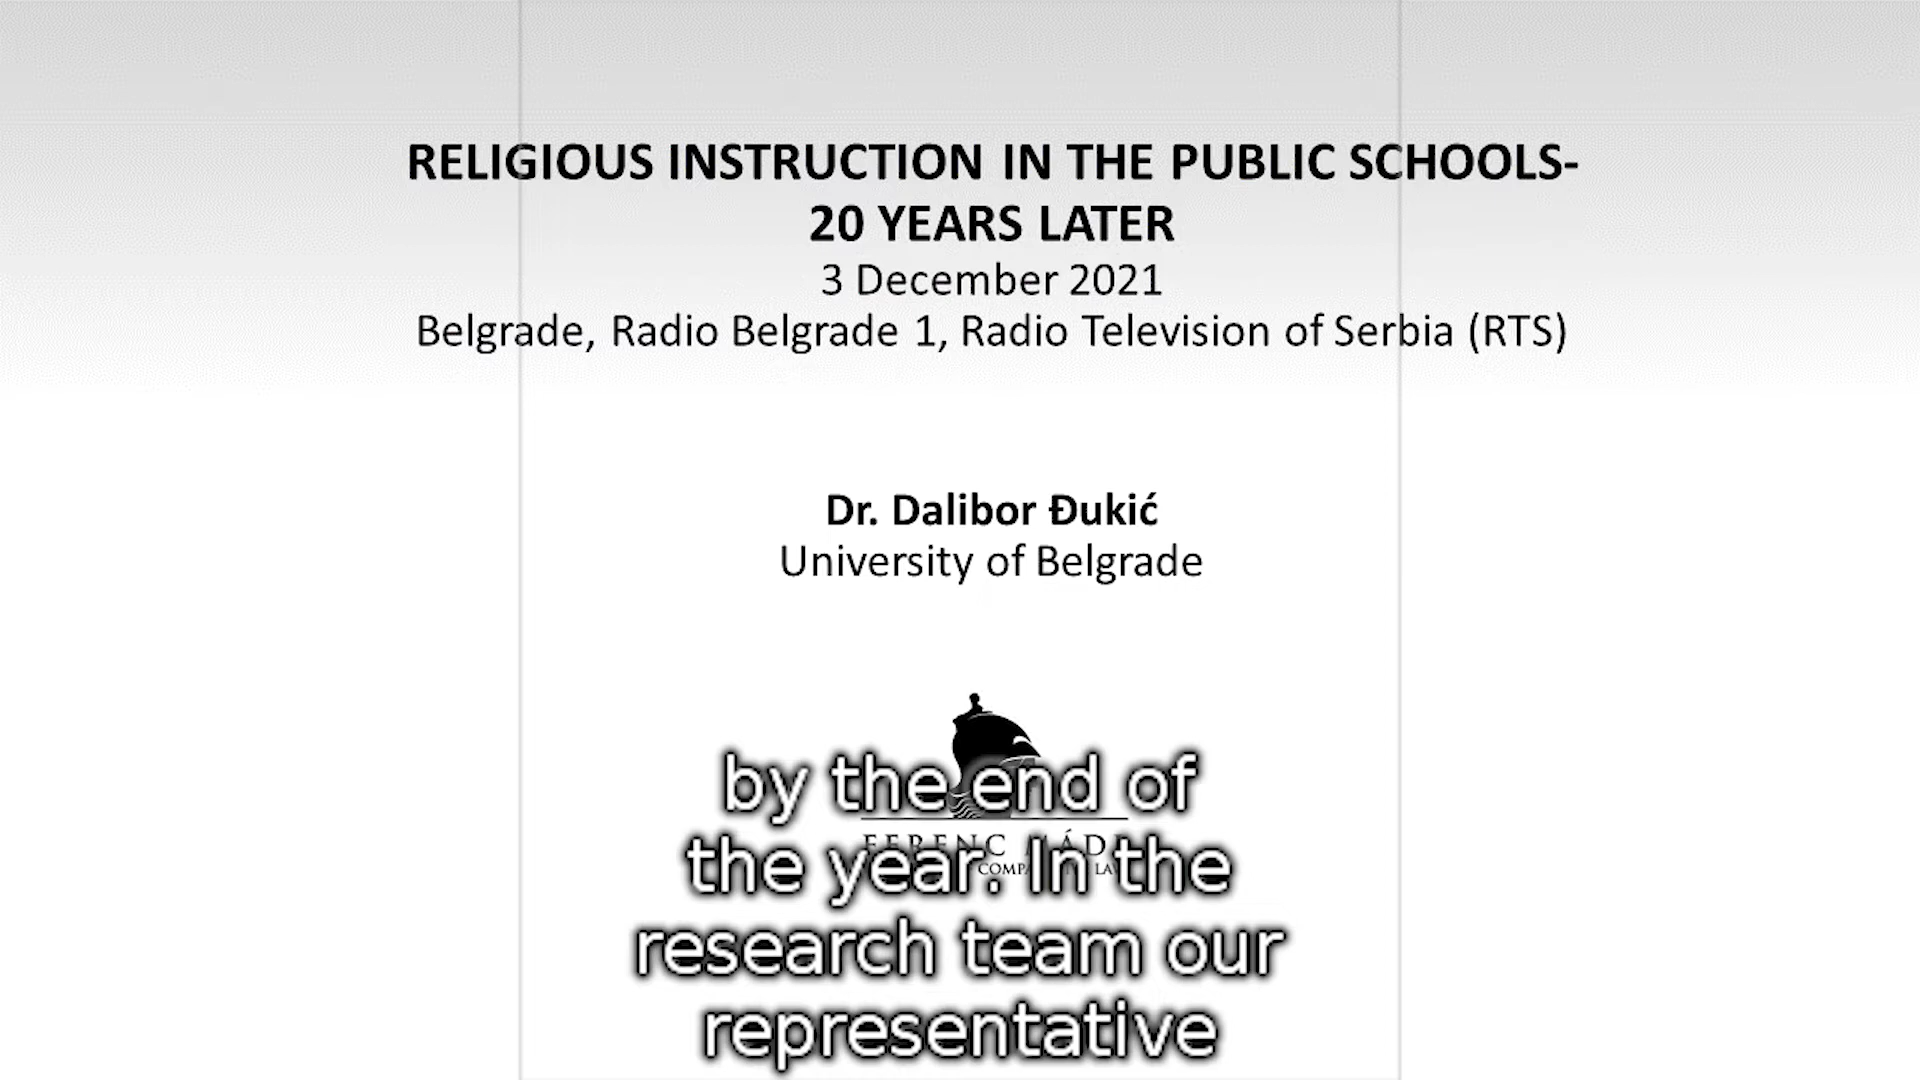 RELIGIOUS INSTRUCTION IN THE PUBLIC SCHOOLS-
20 YEARS LATER
3 December 2021
Belgrade, Radio Belgrade 1, Radio Television of Serbia (RTS)
Dr. Dalibor Đukić
University of Belgrade
FERENC
by the end of
the year. In the
research team our
representative